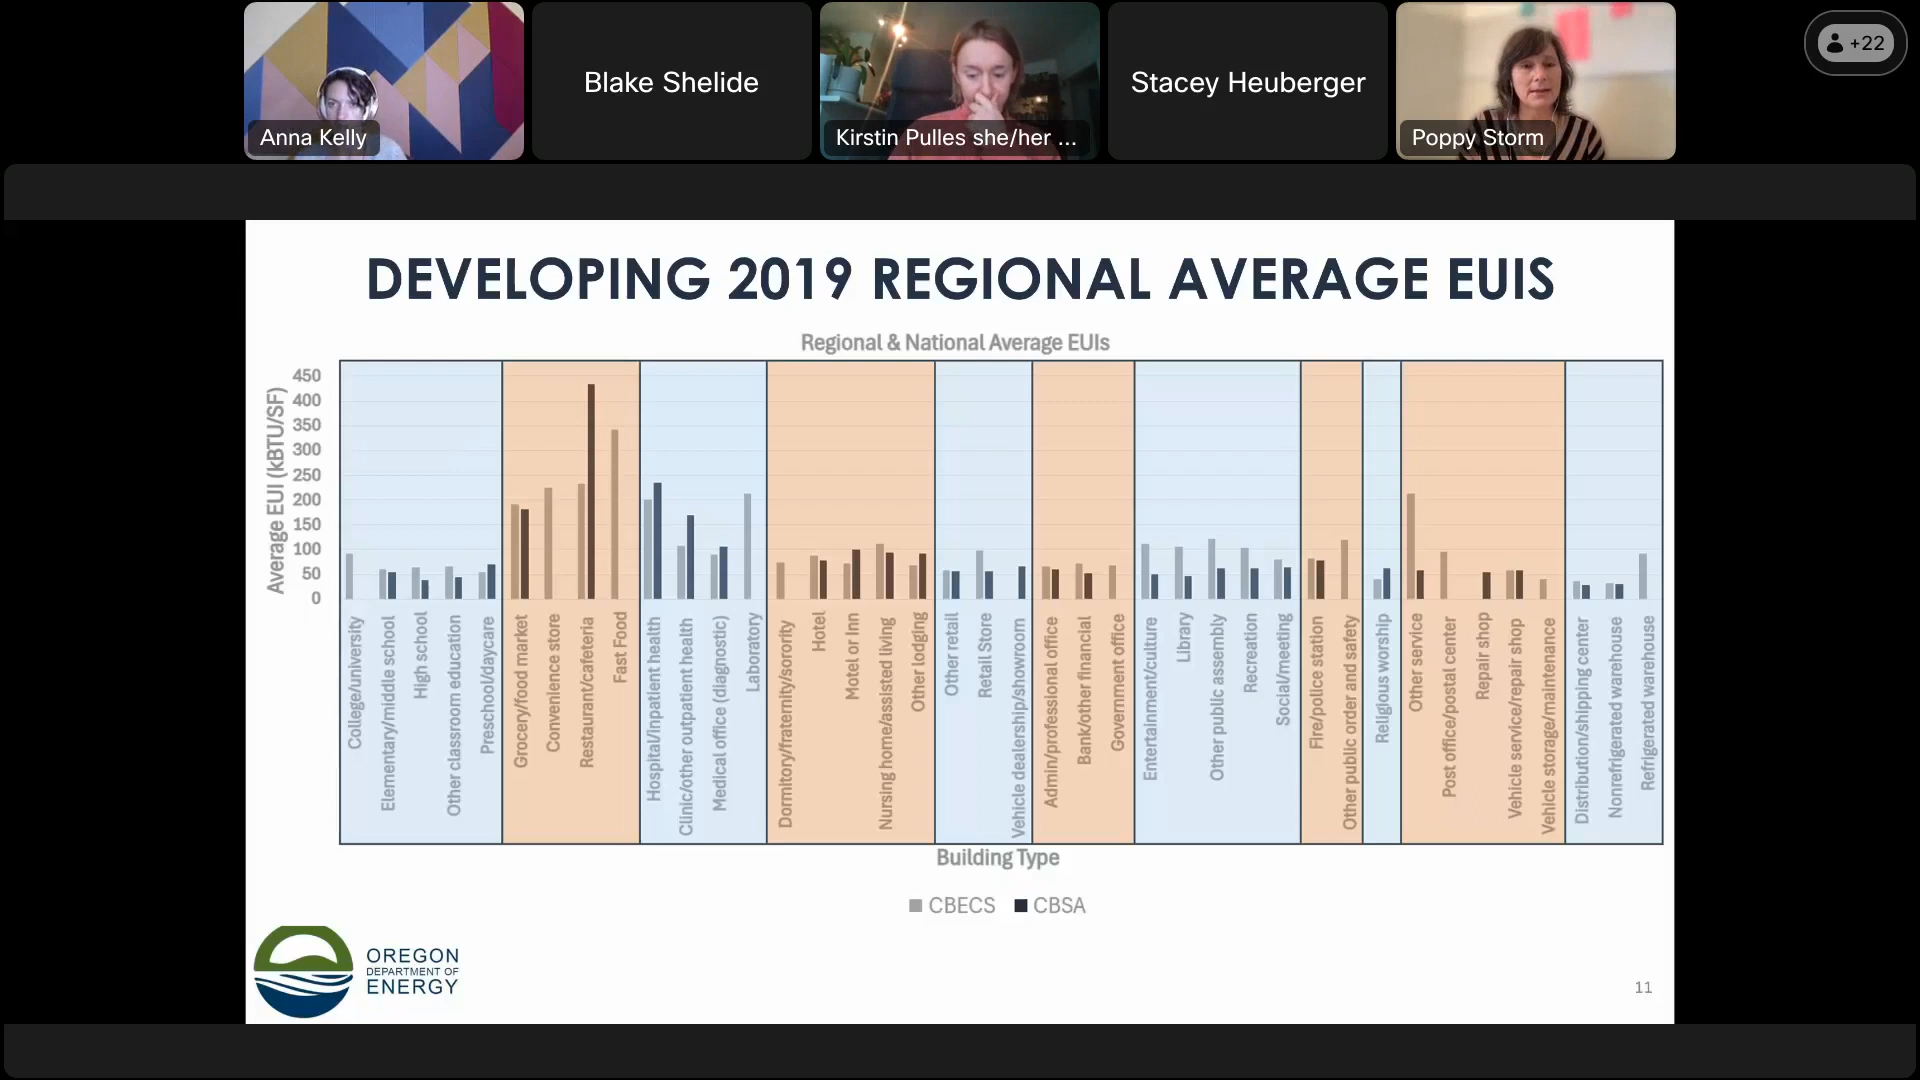 Anna Kelly
Blake Shelide
Kirstin Pulles she/her ...
Stacey Heuberger
Poppy Storm
+22
DEVELOPING 2019 REGIONAL AVERAGE EUIS
Regional & National Average EUIs
Average EUI (kBTU/SF)
450
400
350
300
250
200
150
100
50
0
College/university
Elementary/middle school
High school
Other classroom education
Preschool/daycare
Grocery/food market
Convenience store
Restaurant/cafeteria
Fast Food
Hospital/inpatient health
Clinic/other outpatient health
Medical office (diagnostic)
Laboratory
Dormitory/fraternity/sorority
Hotel
Motel or Inn
Nursing home/assisted living
Other lodging
Other retail
Retail Store
Vehicle dealership/showroom
Admin/professional office
Bank/other financial
Government office
Entertainment/culture
Library
Other public assembly
Recreation
Social/meeting
Fire/police station
Other public order and safety
Religious worship
Other service
Post office/postal center
Repair shop
Vehicle service/repair shop
Vehicle storage/maintenance
Distribution/shipping center
Nonrefrigerated warehouse
Refrigerated warehouse
Building Type
CBECS CBSA
OREGON
DEPARTMENT OF
ENERGY
11